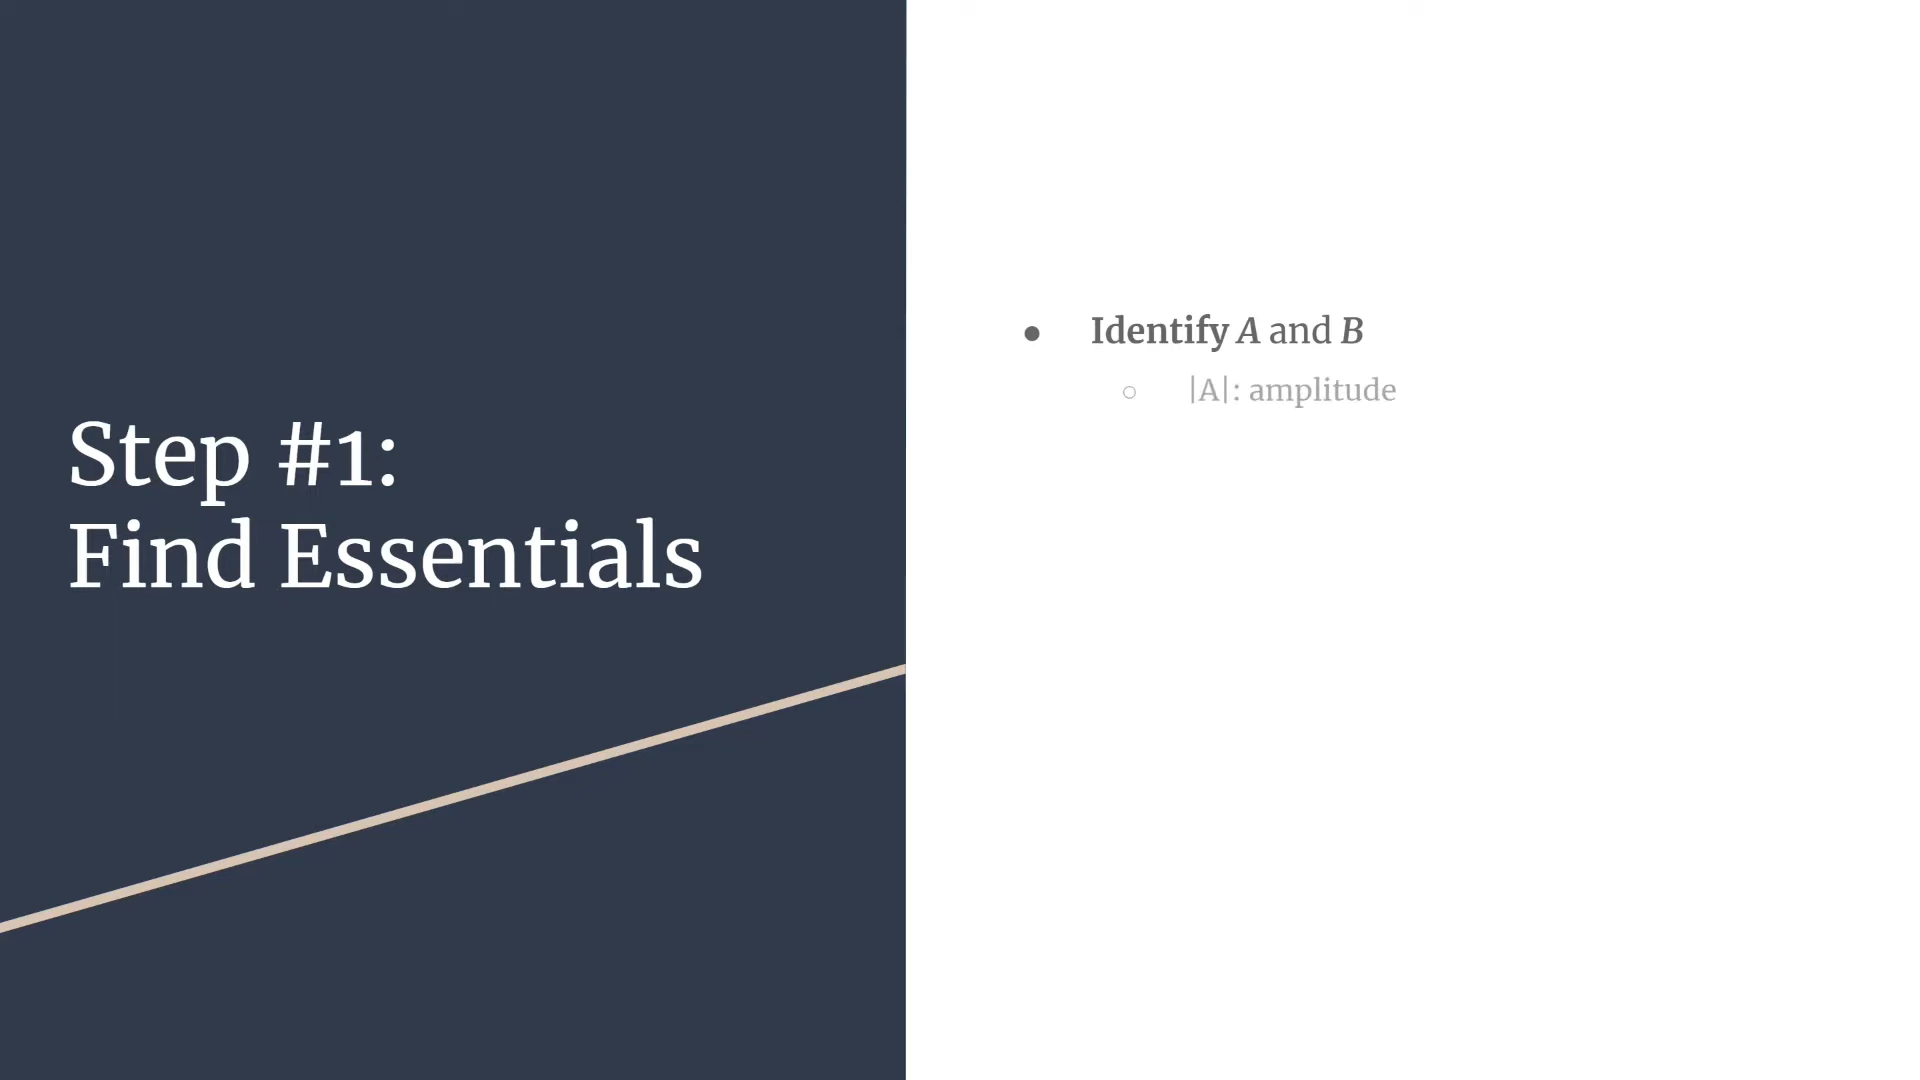 Step #1:
Find Essentials
● Identify A and B
○ |A|: amplitude